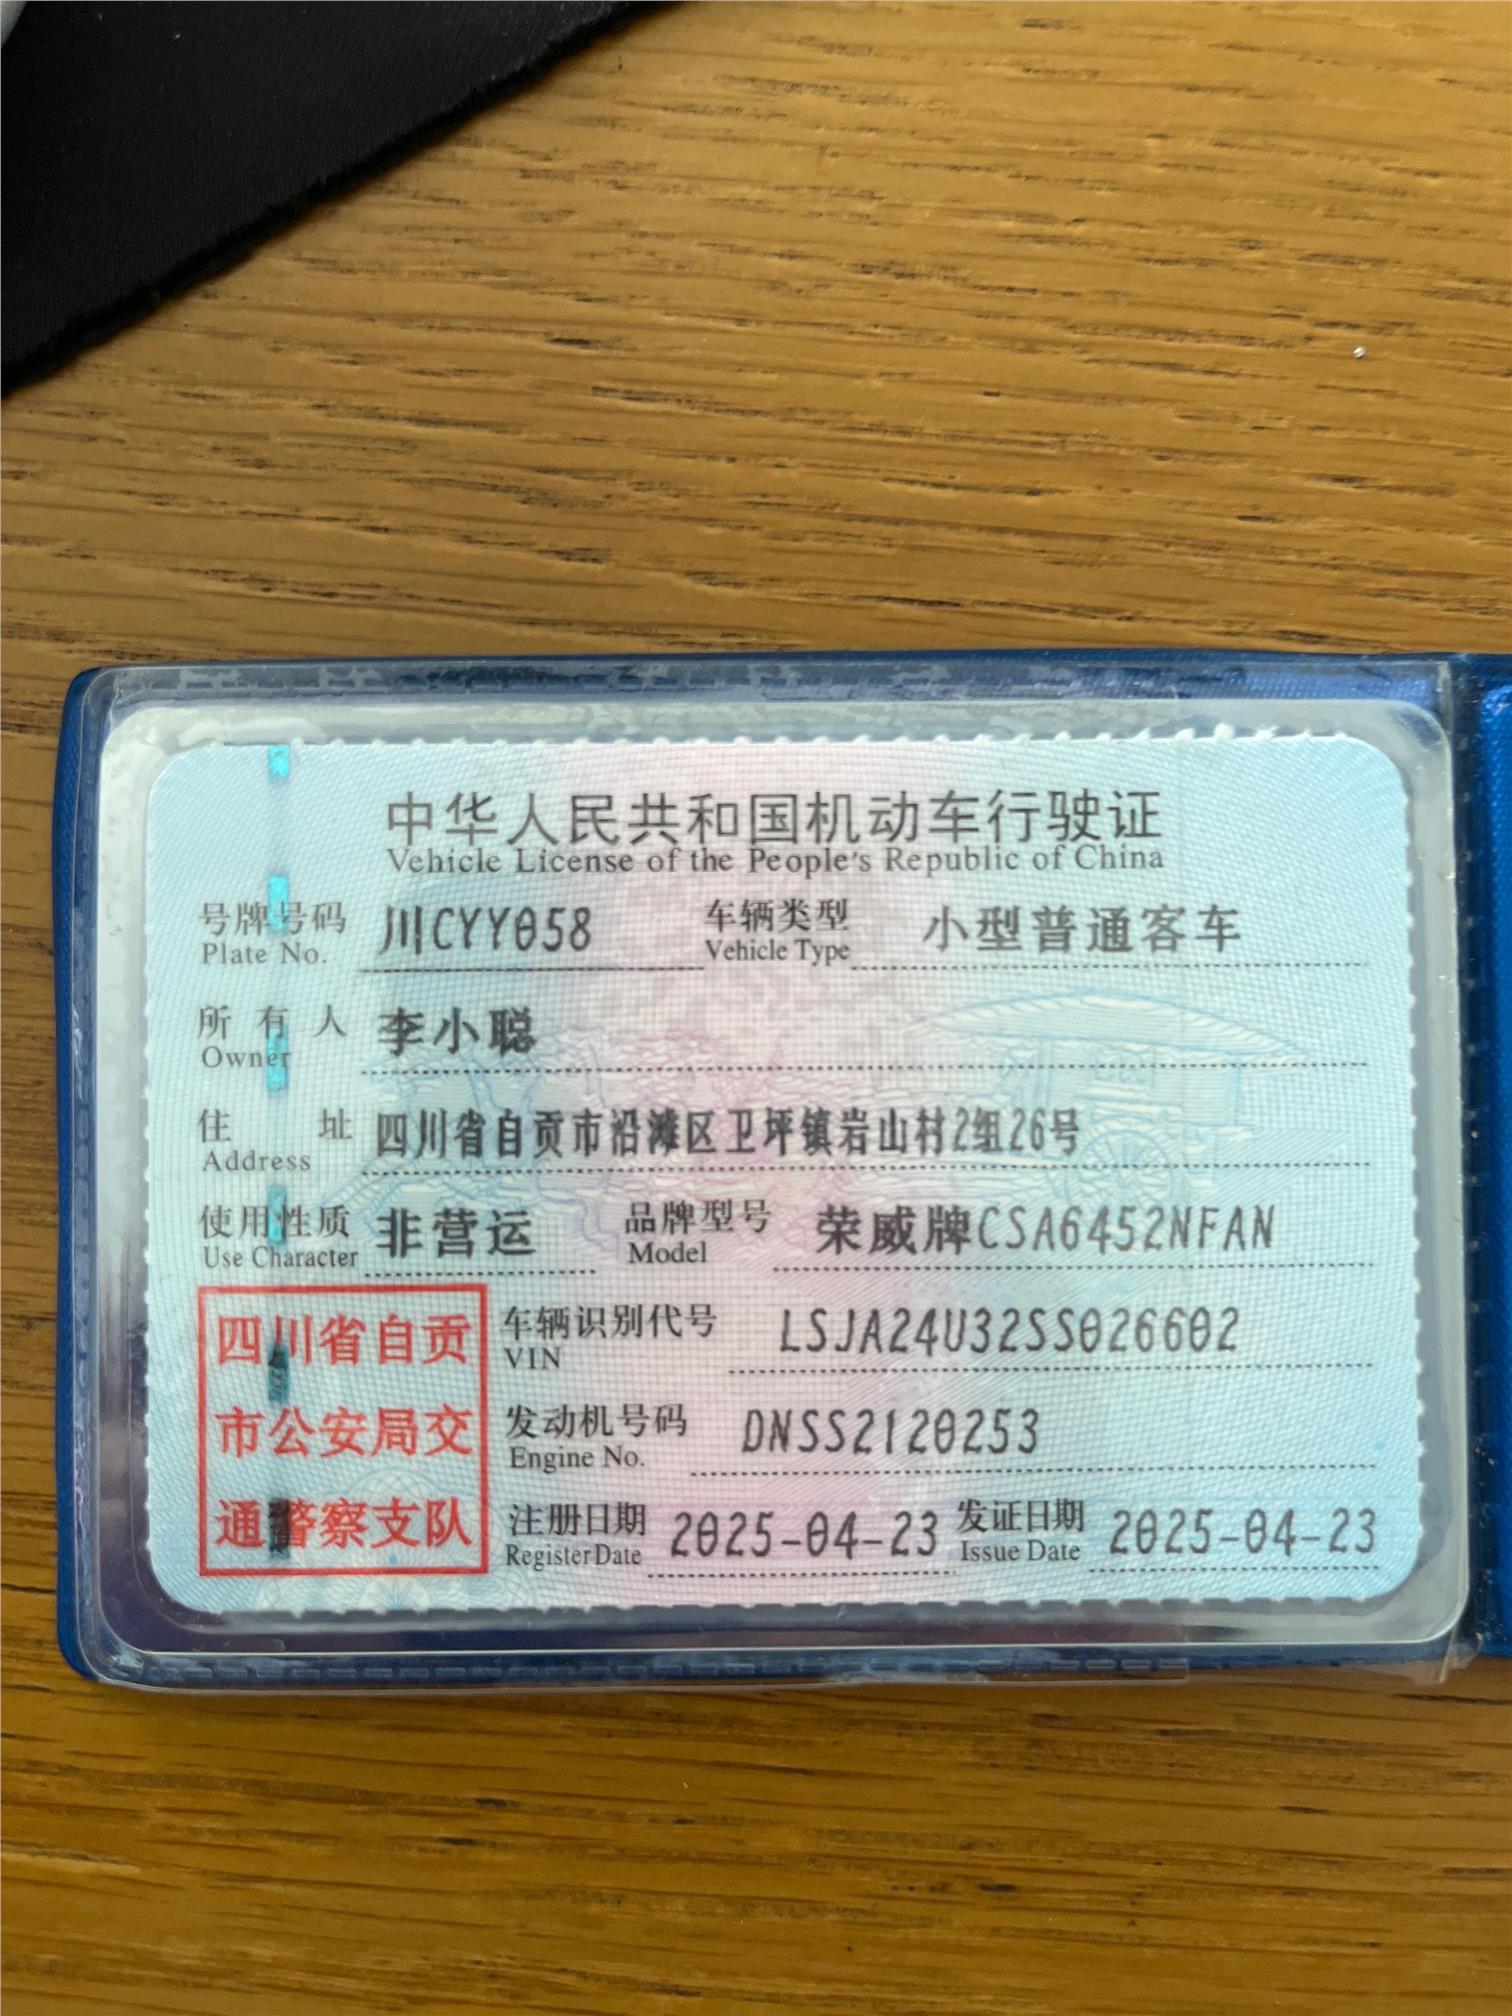 中华人民共和国机动车行驶证
Vehicle License of the People's Republic of China
号牌号码 川CYY058 车辆类型 小型普通客车
Plate No. Vehicle Type
所有人 李小聪
Owner
住址 四川省自贡市沿滩区卫坪镇岩山村2组26号
Address
使用性质 非营运 品牌型号 荣威牌CSA6452NFAN
Use Character Model
四川省自贡
市公安局交
通警察支队
车辆识别代号 LSJA24U32SS026602
VIN
发动机号码 DNSS2120253
Engine No.
注册日期 2025-04-23 发证日期 2025-04-23
Register Date Issue Date